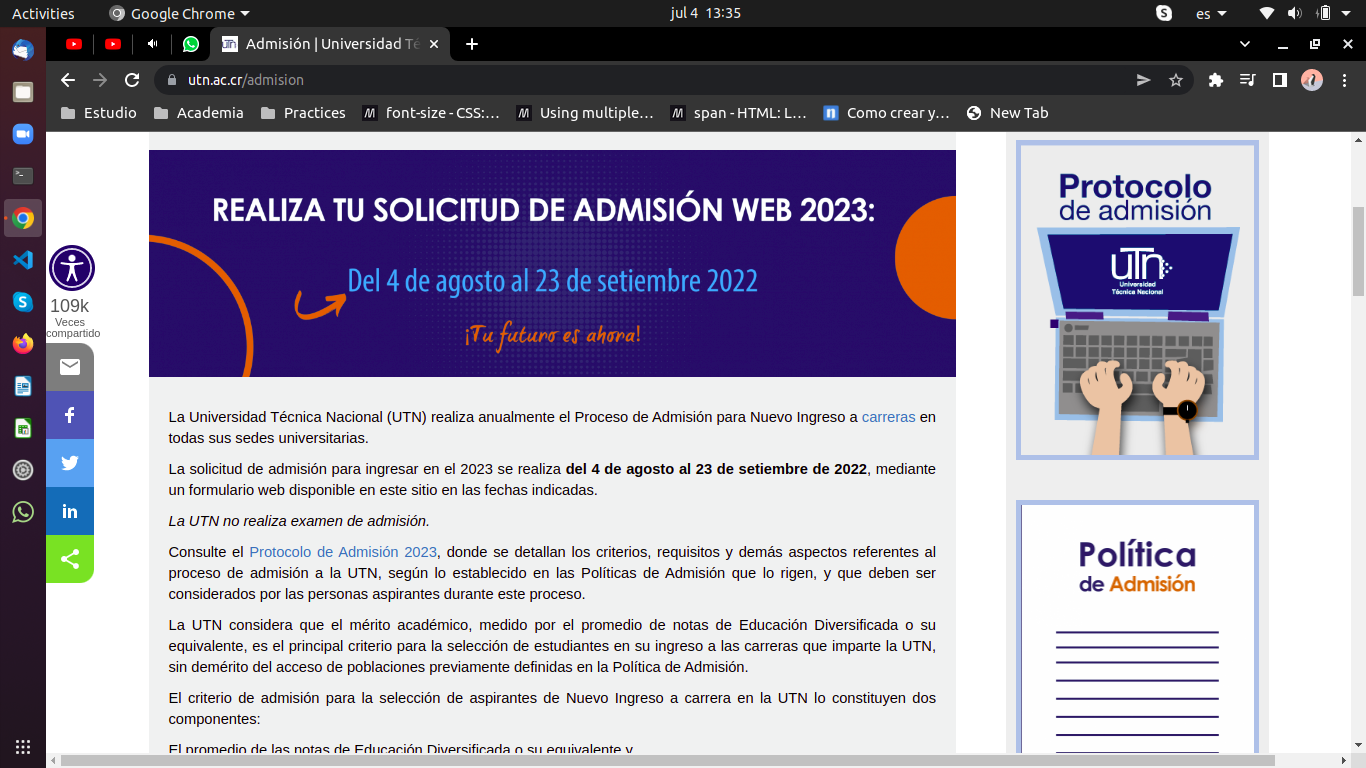 Activities
Google Chrome
jul 4 13:35
es
Admisión | Universidad Té
utn.ac.cr/admision
Estudio
Academia
Practices
font-size - CSS:...
Using multiple...
span - HTML: L...
Como crear y...
New Tab
REALIZA TU SOLICITUD DE ADMISIÓN WEB 2023:
Del 4 de agosto al 23 de setiembre 2022
¡Tu futuro es ahora!
109k
Veces
compartido
La Universidad Técnica Nacional (UTN) realiza anualmente el Proceso de Admisión para Nuevo Ingreso a carreras en
todas sus sedes universitarias.
La solicitud de admisión para ingresar en el 2023 se realiza del 4 de agosto al 23 de setiembre de 2022, mediante
un formulario web disponible en este sitio en las fechas indicadas.
La UTN no realiza examen de admisión.
Consulte el Protocolo de Admisión 2023, donde se detallan los criterios, requisitos y demás aspectos referentes al
proceso de admisión a la UTN, según lo establecido en las Políticas de Admisión que lo rigen, y que deben ser
considerados por las personas aspirantes durante este proceso.
La UTN considera que el mérito académico, medido por el promedio de notas de Educación Diversificada o su
equivalente, es el principal criterio para la selección de estudiantes en su ingreso a las carreras que imparte la UTN,
sin demérito del acceso de poblaciones previamente definidas en la Política de Admisión.
El criterio de admisión para la selección de aspirantes de Nuevo Ingreso a carrera en la UTN lo constituyen dos
componentes:
El promedio de las notas de Educación Diversificada o su equivalente y
Protocolo
de admisión
utn
Universidad
Técnica Nacional
Política
de Admisión